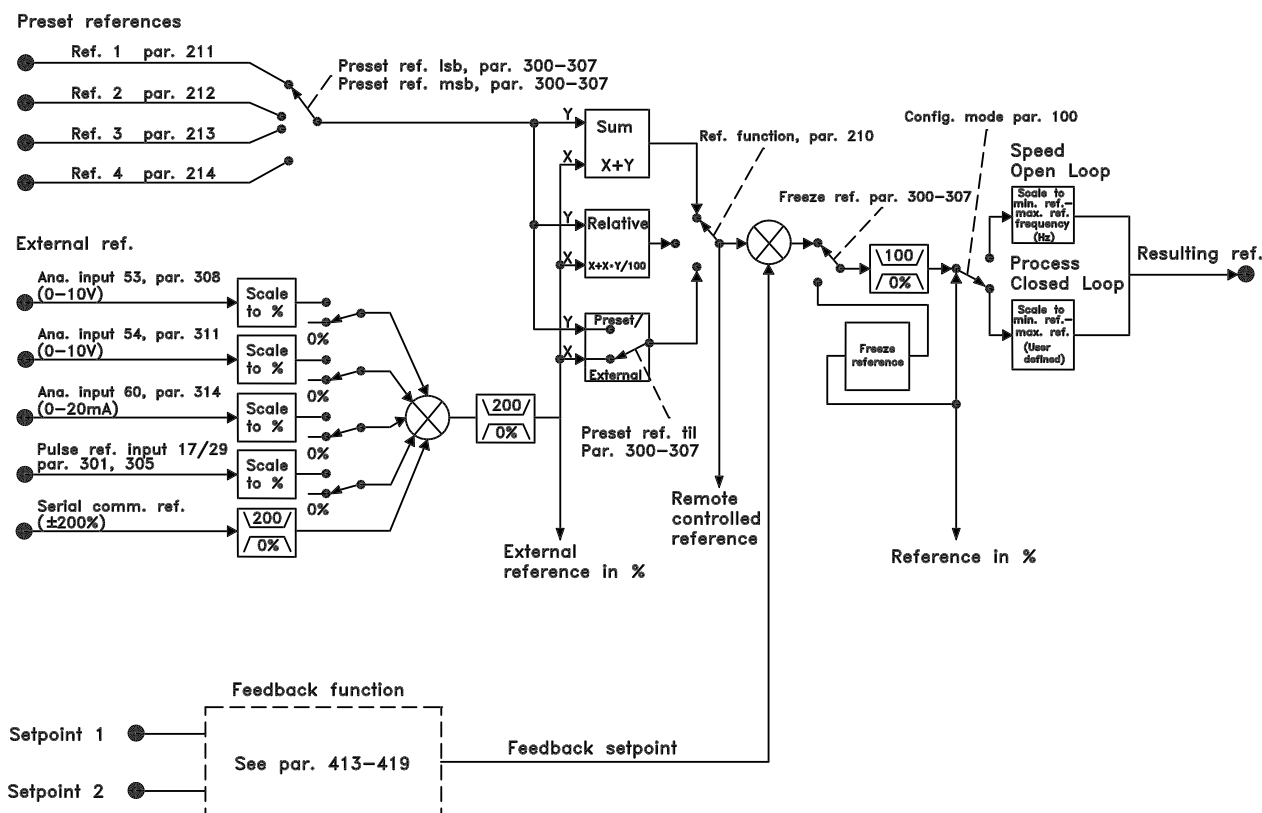 Preset references
Ref. 1 par. 211
Ref. 2 par. 212
Ref. 3 par. 213
Ref. 4 par. 214
Preset ref. lsb, par. 300-307
Preset ref. msb, par. 300-307
Y
Sum
X
X+Y
Y
Relative
X
X+X*Y/100
Y
Preset/
X
External
Preset ref. til
Par. 300-307
Ref. function, par. 210
Config. mode par. 100
Freeze ref. par. 300-307
100
0%
Freeze
reference
Speed
Open Loop
Scale to
min. ref.-
max. ref.
frequency
(Hz)
Process
Closed Loop
Scale to
min. ref.-
max. ref.
(User
defined)
Resulting ref.
External ref.
Ana. input 53, par. 308
(0-10V)
Scale
to %
0%
Ana. input 54, par. 311
(0-10V)
Scale
to %
0%
Ana. input 60, par. 314
(0-20mA)
Scale
to %
0%
Pulse ref. input 17/29
par. 301, 305
Scale
to %
0%
Serial comm. ref.
(±200%)
200
0%
200
0%
External
reference in %
Remote
controlled
reference
Reference in %
Feedback function
Setpoint 1
See par. 413-419
Setpoint 2
Feedback setpoint